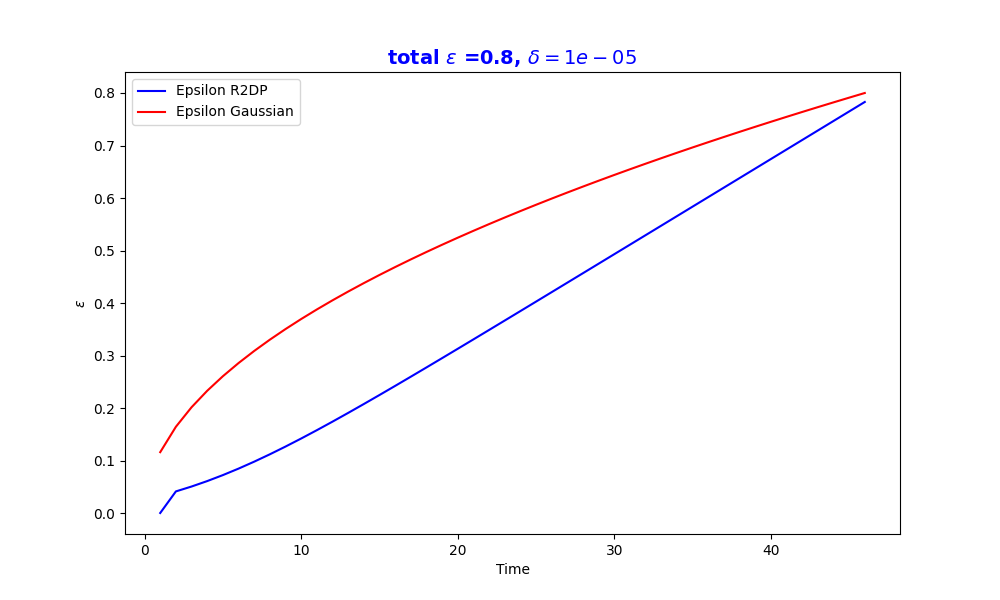 total ε =0.8, δ = 1e − 05
Epsilon R2DP
Epsilon Gaussian
ε
0.8
0.7
0.6
0.5
0.4
0.3
0.2
0.1
0.0
0 10 20 30 40
Time